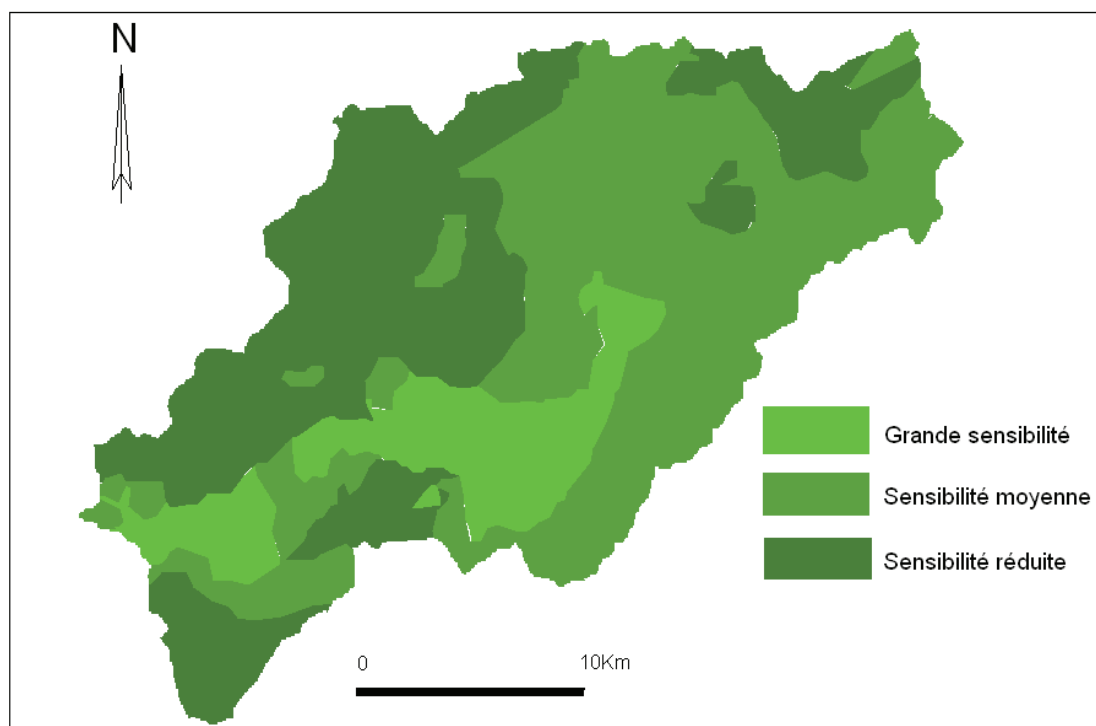 N
Grande sensibilité
Sensibilité moyenne
Sensibilité réduite
0 10Km